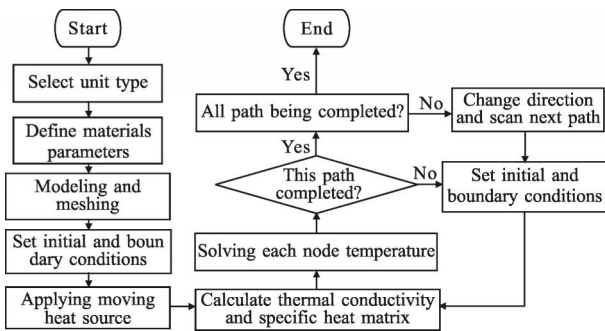 Start
Select unit type
Define materials
parameters
Modeling and
meshing
Set initial and boun
dary conditions
Applying moving
heat source
End
Yes
All path being completed?
No
Change direction
and scan next path
Yes
This path
completed?
No
Set initial and
boundary conditions
Solving each node temperature
Calculate thermal conductivity
and specific heat matrix